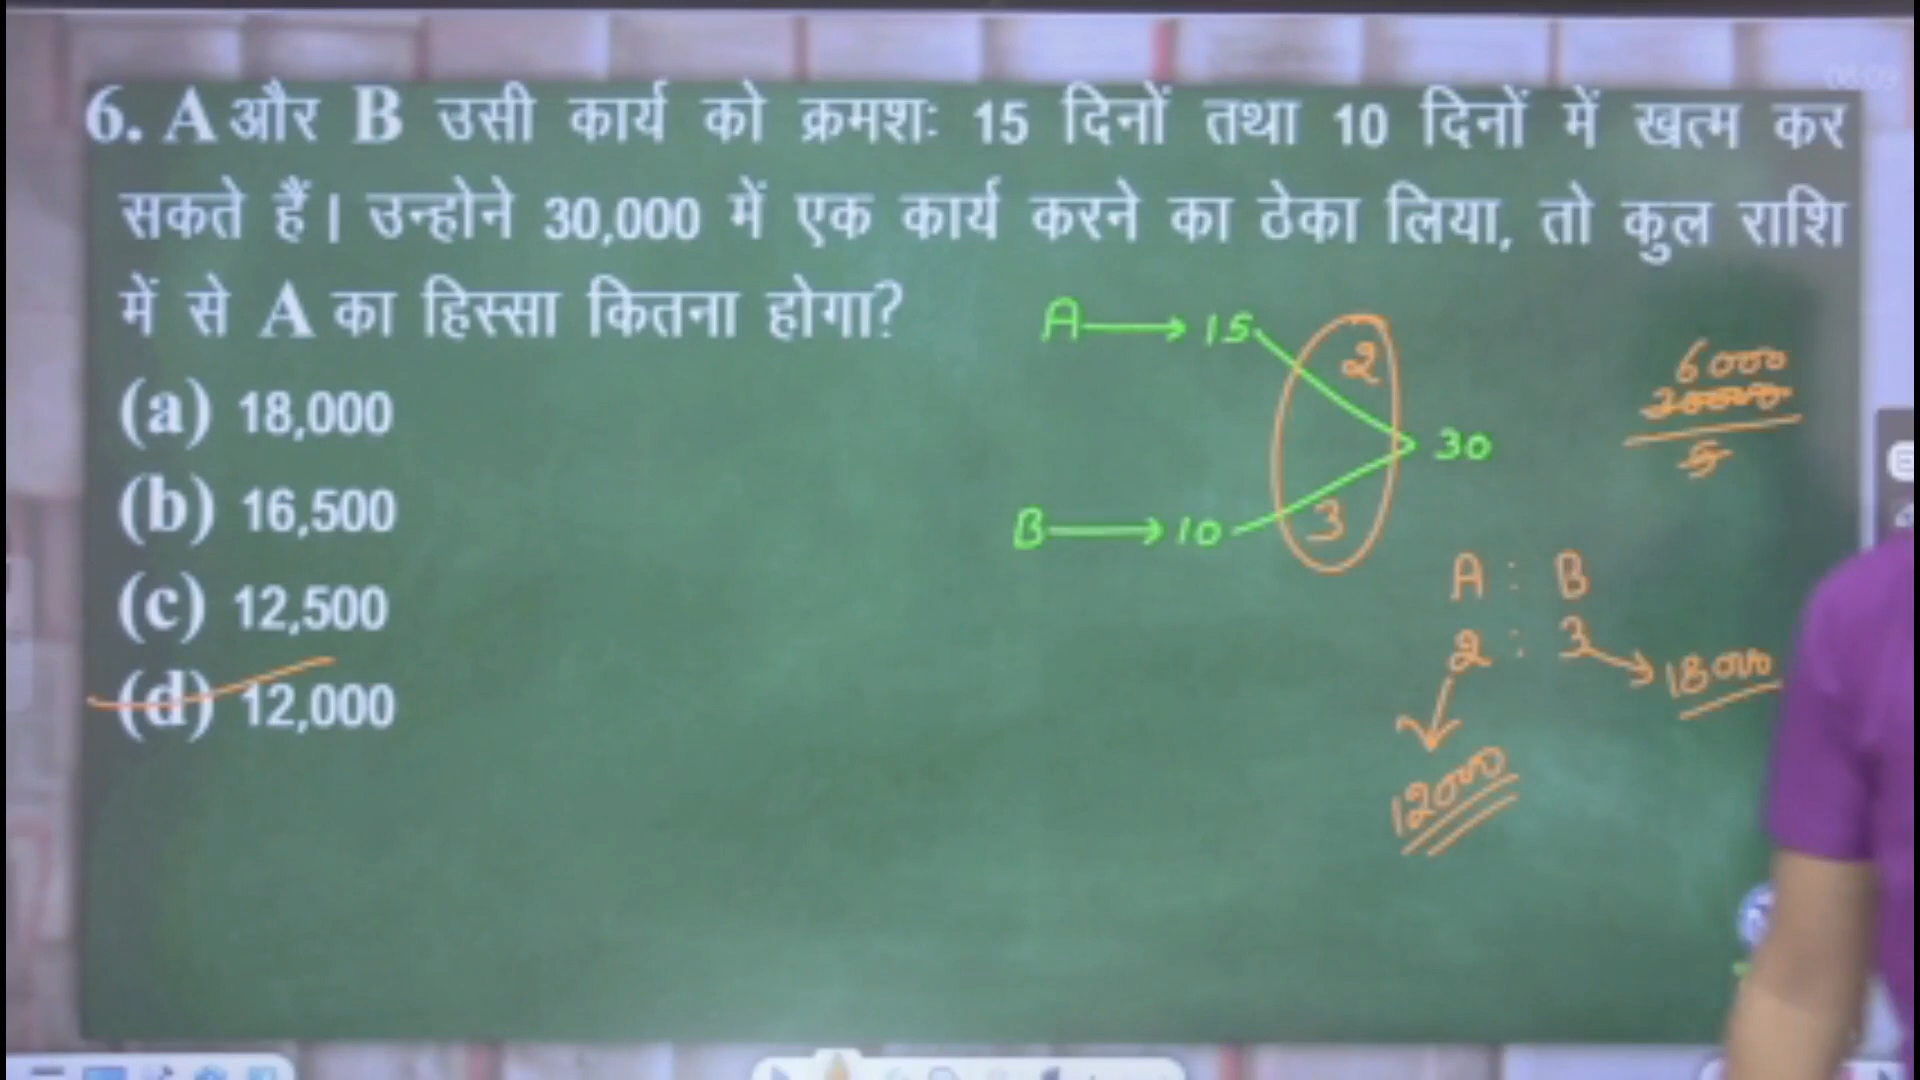 6. A और B उसी कार्य को क्रमशः 15 दिनों तथा 10 दिनों में खत्म कर
सकते हैं। उन्होने 30,000 में एक कार्य करने का ठेका लिया, तो कुल राशि
में से A का हिस्सा कितना होगा?
(a) 18,000
(b) 16,500
(c) 12,500
(d) 12,000
A → 15
2
30
B → 10
3
6000
30000
5
A : B
2 : 3
18000
12000